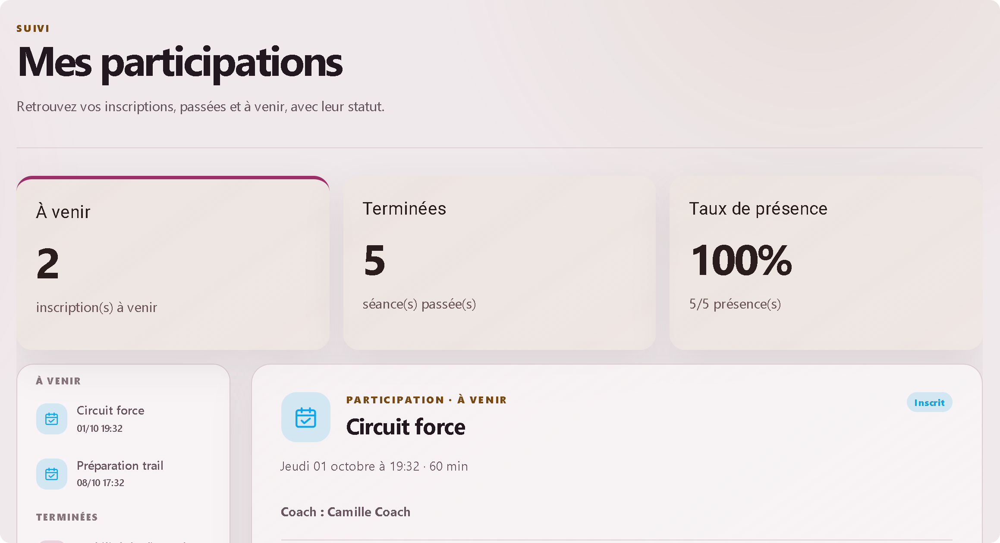 SUIVI
Mes participations
Retrouvez vos inscriptions, passées et à venir, avec leur statut.
À venir
2
inscription(s) à venir
Terminées
5
séance(s) passée(s)
Taux de présence
100%
5/5 présence(s)
À VENIR
Circuit force
01/10 19:32
Préparation trail
08/10 17:32
TERMINÉES
PARTICIPATION · À VENIR
Inscrit
Circuit force
Jeudi 01 octobre à 19:32 · 60 min
Coach : Camille Coach